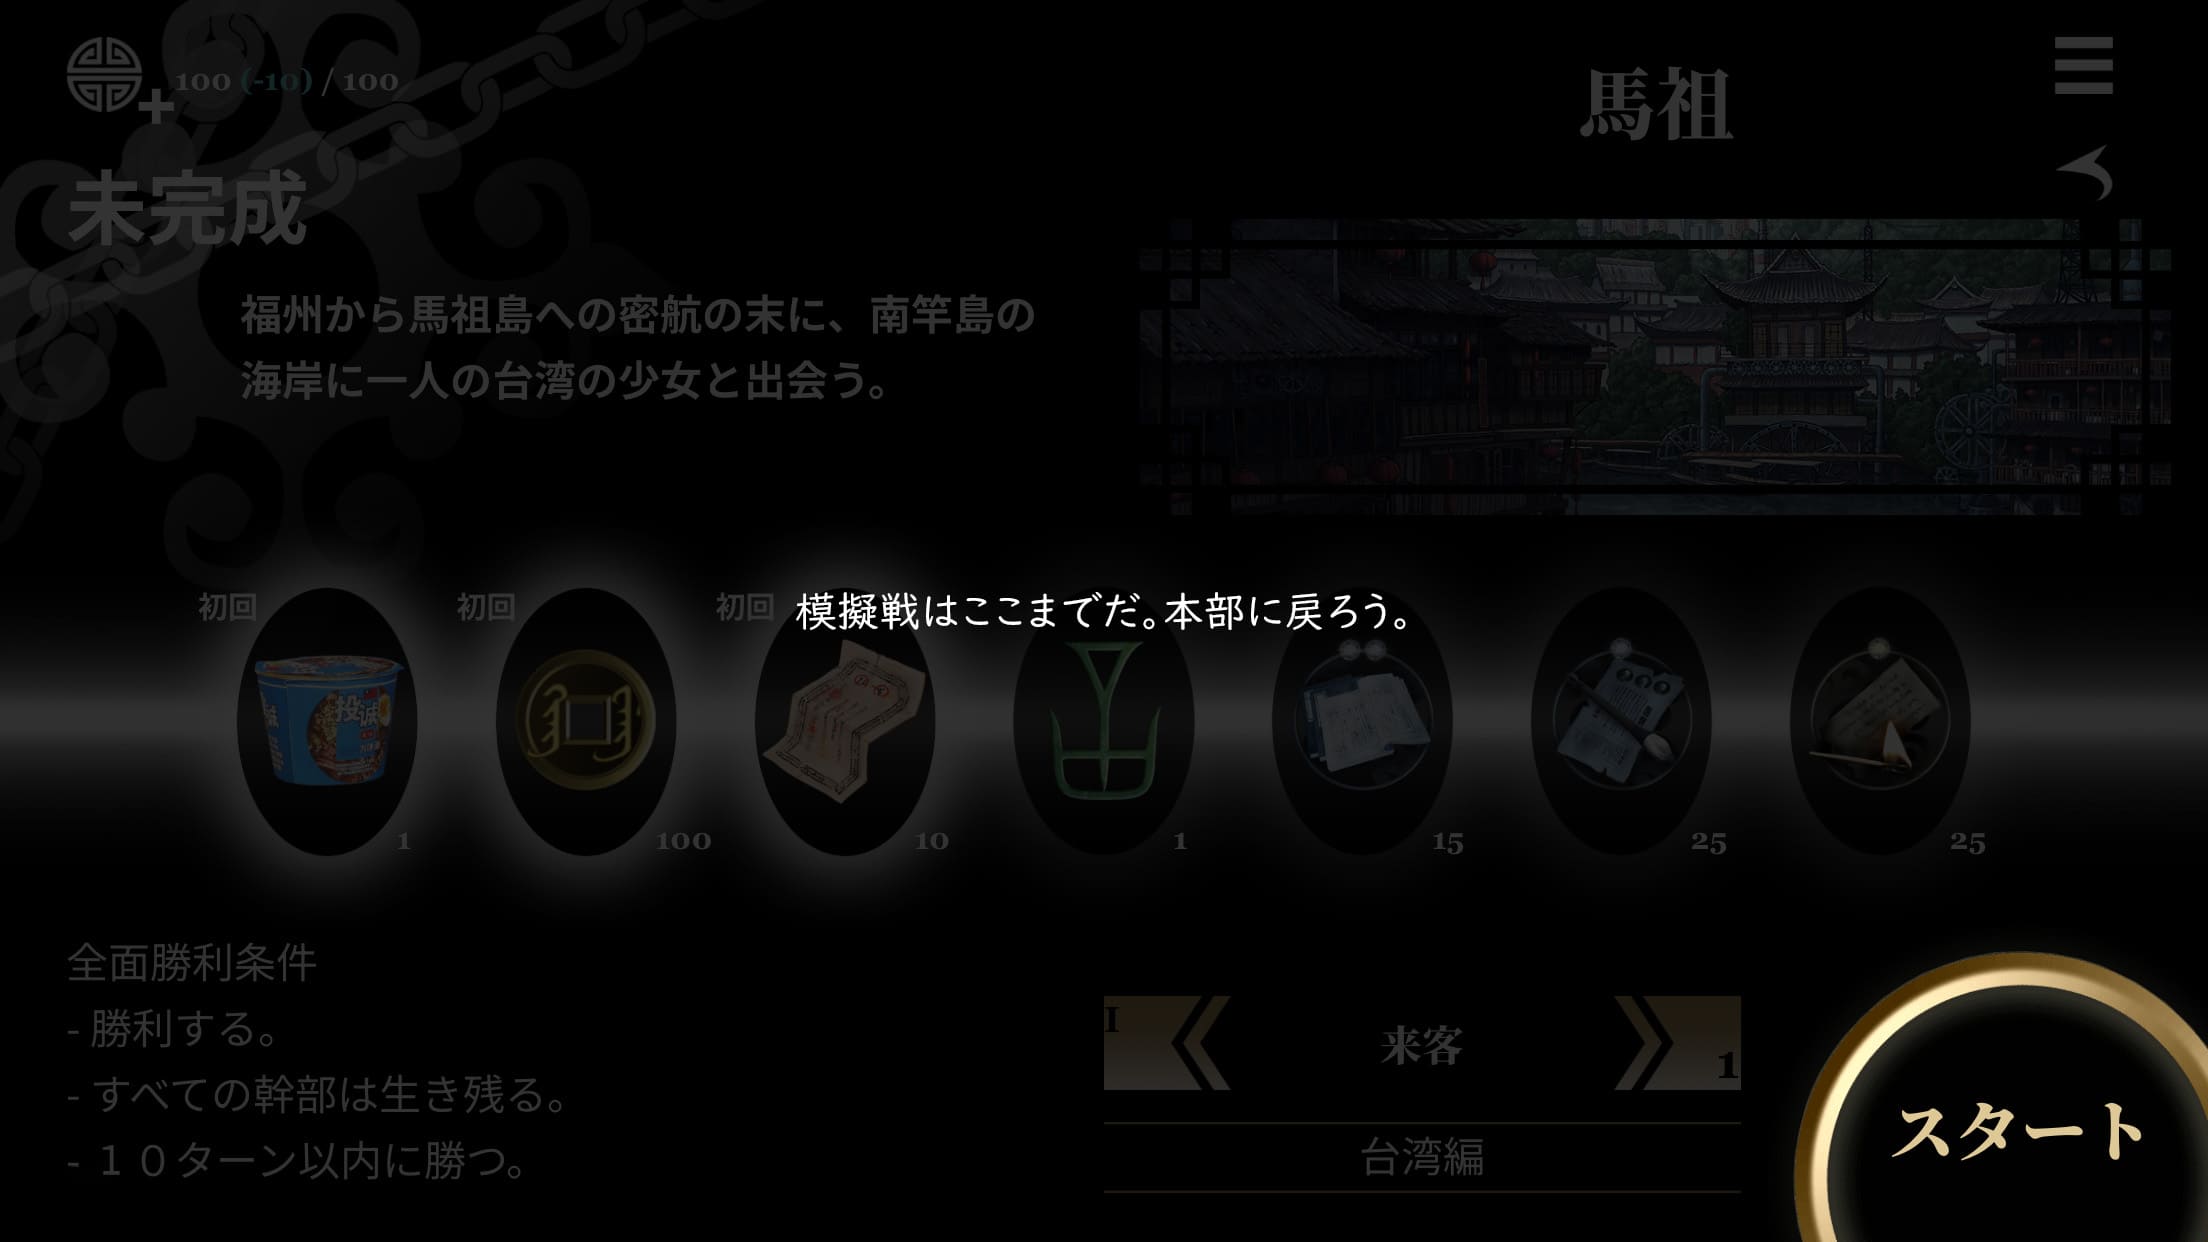 100 (-10) / 100
馬祖
未完成
福州から馬祖島への密航の末に、南竿島の
海岸に一人の台湾の少女と出会う。
模擬戦はここまでだ。本部に戻ろう。
初回
初回
初回
投诚
1
100
10
1
15
25
25
全面勝利条件
- 勝利する。
- すべての幹部は生き残る。
- １０ターン以内に勝つ。
I
来客
1
台湾編
スタート